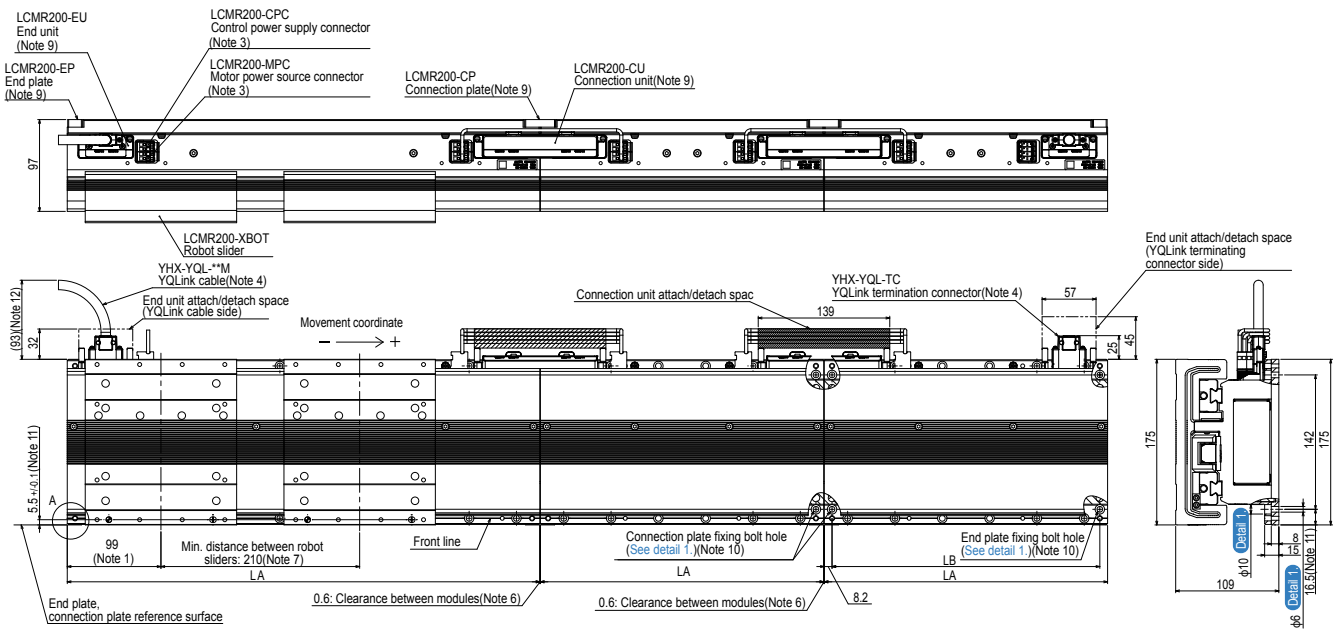 LCMR200-EU
End unit
(Note 9)
LCMR200-CPC
Control power supply connector
(Note 3)
LCMR200-EP
End plate
(Note 9)
LCMR200-MPC
Motor power source connector
(Note 3)
LCMR200-CP
Connection plate(Note 9)
LCMR200-CU
Connection unit(Note 9)
97
LCMR200-XBOT
Robot slider
YHX-YQL-**M
YQLink cable(Note 4)
End unit attach/detach space
(YQLink cable side)
(93)(Note 12)
32
Movement coordinate
− +
Connection unit attach/detach spac
139
YHX-YQL-TC
YQLink termination connector(Note 4)
End unit attach/detach space
(YQLink terminating
connector side)
57
25
45
5.5 +/-0.1 (Note 11)
A
99
(Note 1)
Min. distance between robot
sliders: 210(Note 7)
Front line
Connection plate fixing bolt hole
(See detail 1.)(Note 10)
End plate fixing bolt hole
(See detail 1.)(Note 10)
LA
LA
LB
LA
End plate,
connection plate reference surface
0.6: Clearance between modules(Note 6)
0.6: Clearance between modules(Note 6)
8.2
175
142
175
109
φ10 Detail 1
8
15
16.5(Note 11)
φ6 Detail 1